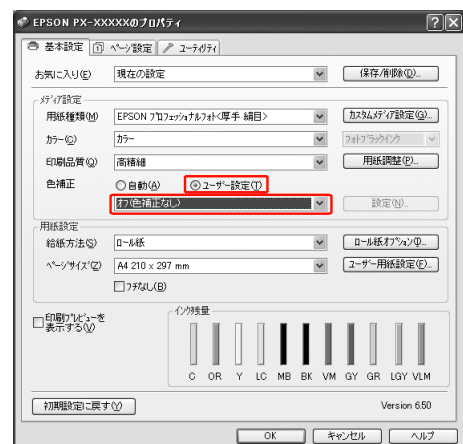 EPSON PX-XXXXXのプロパティ
基本設定 ページ設定 ユーティリティ
お気に入り(E) 現在の設定 保存/削除(D)...
メディア設定
用紙種類(M) EPSON プロフェッショナルフォト<厚手 絹目> カスタムメディア設定(G)...
カラー(C) カラー フォトブラックインク
印刷品質(Q) 高精細 用紙調整(P)...
色補正 自動(A) ユーザー設定(T)
オフ(色補正なし) 設定(N)...
用紙設定
給紙方法(S) ロール紙 ロール紙オプション(I)...
ページサイズ(Z) A4 210 x 297 mm ユーザー用紙設定(F)...
フチなし(B)
印刷プレビューを
表示する(V)
インク残量
C OR Y LC MB BK VM GY GR LGY VLM
初期設定に戻す(Y) Version 6.50
OK キャンセル ヘルプ